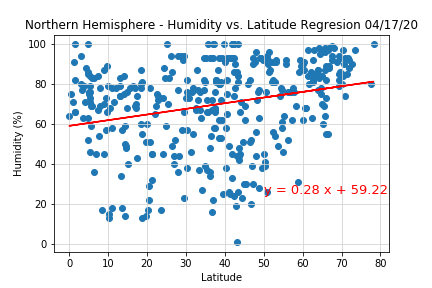 Northern Hemisphere - Humidity vs. Latitude Regresion 04/17/20
100
80
60
40
20
0
Humidity (%)
y = 0.28 x + 59.22
0 10 20 30 40 50 60 70 80
Latitude